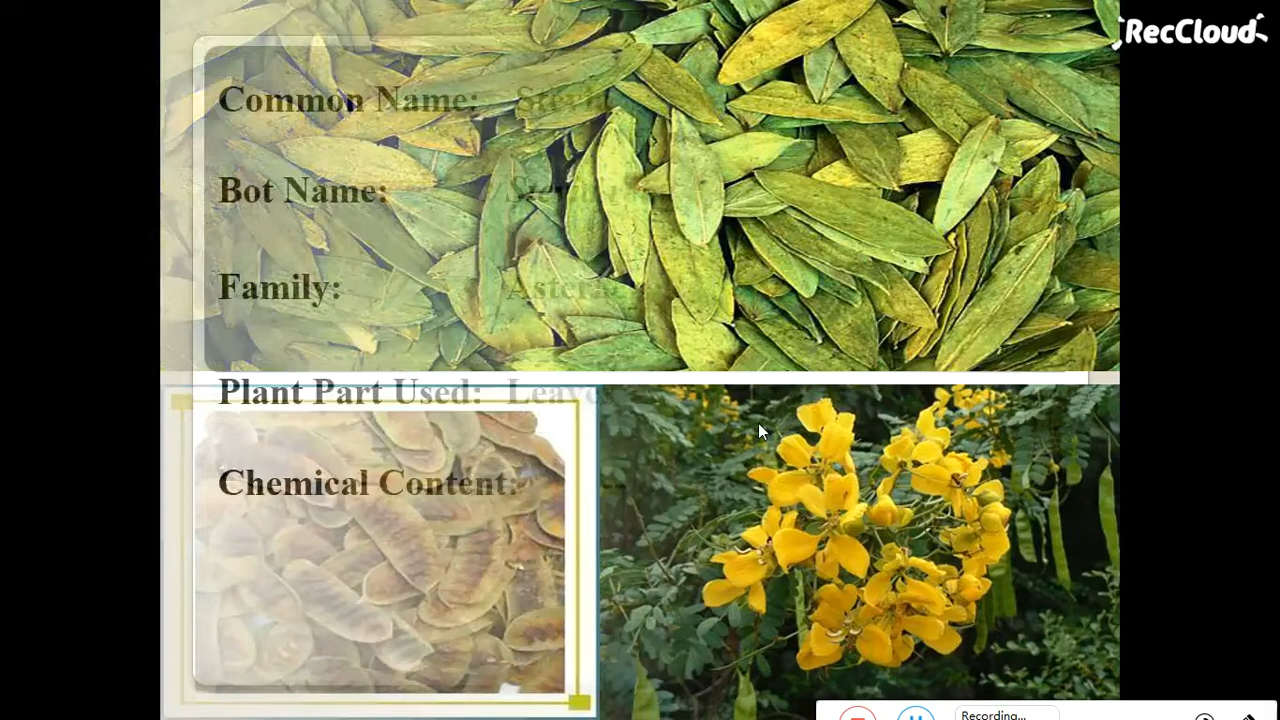 RecCloud
Common Name:
Bot Name:
Family:
Plant Part Used:
Chemical Content:
Recording...